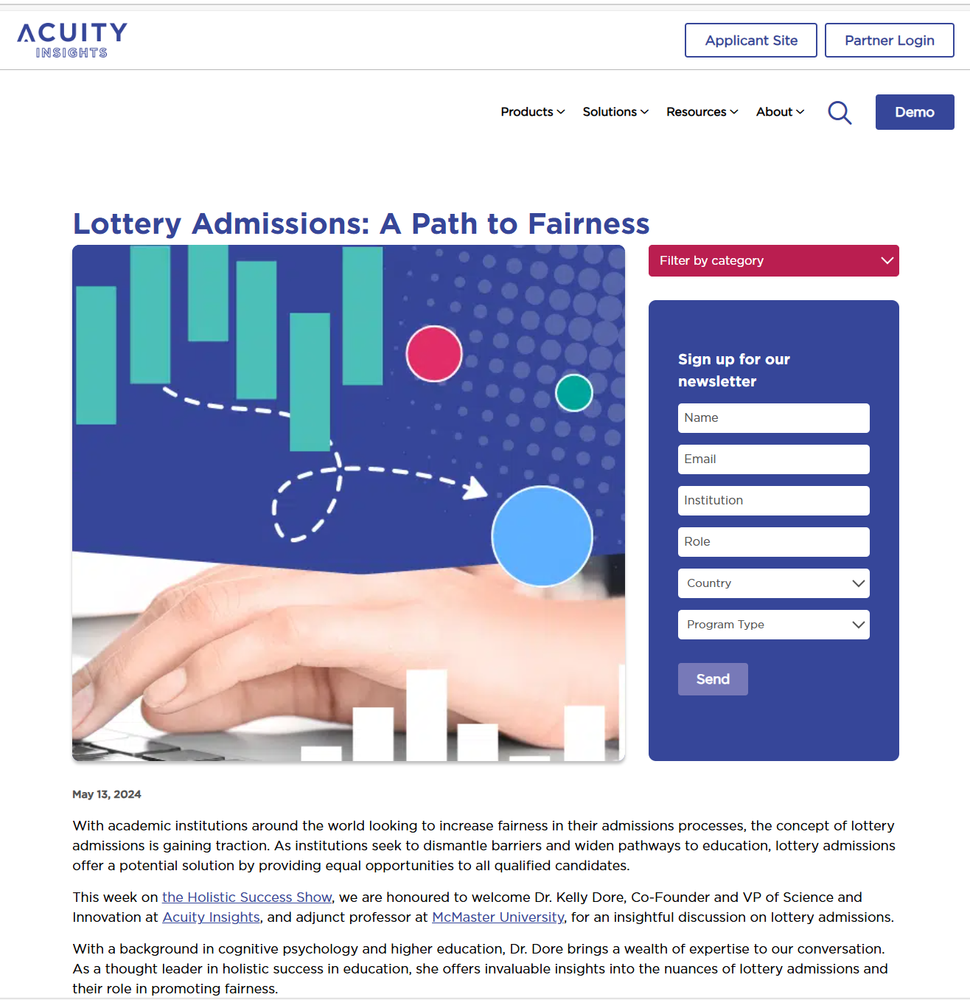 ACUITY
INSIGHTS
Applicant Site
Partner Login
Products
Solutions
Resources
About
Demo
Lottery Admissions: A Path to Fairness
Filter by category
Sign up for our
newsletter
Name
Email
Institution
Role
Country
Program Type
Send
May 13, 2024
With academic institutions around the world looking to increase fairness in their admissions processes, the concept of lottery
admissions is gaining traction. As institutions seek to dismantle barriers and widen pathways to education, lottery admissions
offer a potential solution by providing equal opportunities to all qualified candidates.
This week on the Holistic Success Show, we are honoured to welcome Dr. Kelly Dore, Co-Founder and VP of Science and
Innovation at Acuity Insights, and adjunct professor at McMaster University, for an insightful discussion on lottery admissions.
With a background in cognitive psychology and higher education, Dr. Dore brings a wealth of expertise to our conversation.
As a thought leader in holistic success in education, she offers invaluable insights into the nuances of lottery admissions and
their role in promoting fairness.